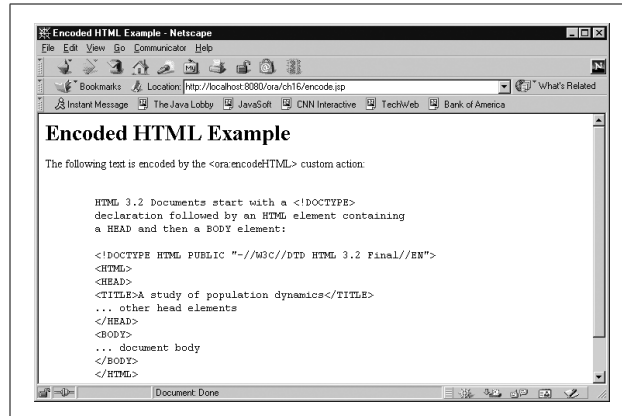 Encoded HTML Example - Netscape
File Edit View Go Communicator Help
Bookmarks Location: http://localhost:8080/ora/ch16/encode.jsp What's Related
Instant Message The Java Lobby JavaSoft CNN Interactive TechWeb Bank of America
Encoded HTML Example
The following text is encoded by the <ora:encodeHTML> custom action:
HTML 3.2 Documents start with a <!DOCTYPE>
declaration followed by an HTML element containing
a HEAD and then a BODY element:
<!DOCTYPE HTML PUBLIC "-//W3C//DTD HTML 3.2 Final//EN">
<HTML>
<HEAD>
<TITLE>A study of population dynamics</TITLE>
... other head elements
</HEAD>
<BODY>
... document body
</BODY>
</HTML>
Document: Done